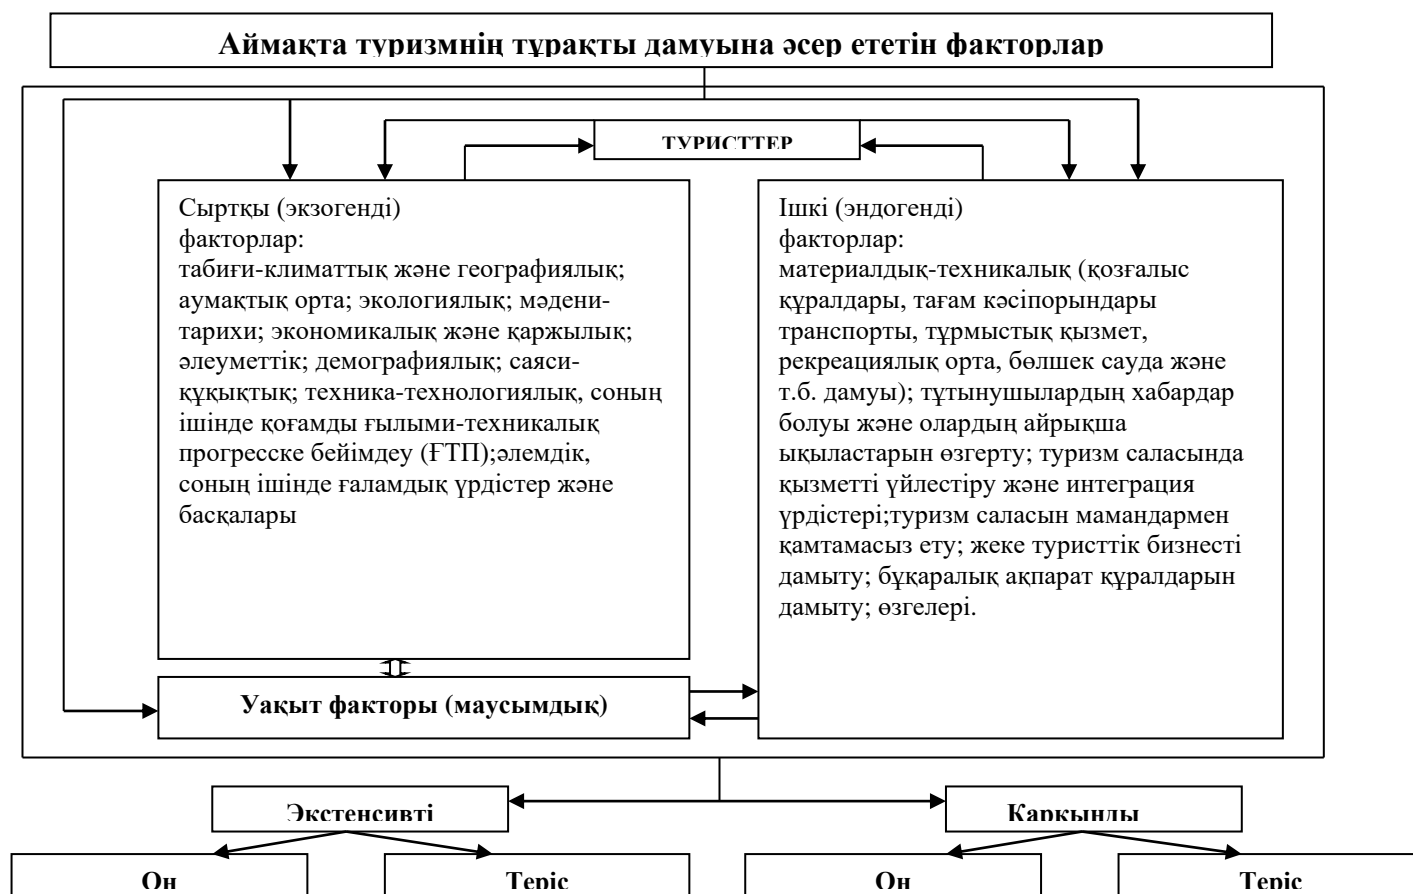 Аймақта туризмнің тұрақты дамуына әсер ететін факторлар
ТУРИСТТЕР
Сыртқы (экзогенді)
факторлар:
табиғи-климаттық және географиялық;
аумақтық орта; экологиялық; мәдени-
тарихи; экономикалық және қаржылық;
әлеуметтік; демографиялық; саяси-
құқықтық; техника-технологиялық, соның
ішінде қоғамды ғылыми-техникалық
прогресске бейімдеу (ҒТП);әлемдік,
соның ішінде ғаламдық үрдістер және
басқалары
Ішкі (эндогенді)
факторлар:
материалдық-техникалық (қозғалыс
құралдары, тағам кәсіпорындары
транспорты, тұрмыстық қызмет,
рекреациялық орта, бөлшек сауда және
т.б. дамуы); тұтынушылардың хабардар
болуы және олардың айрықша
ықыластарын өзгерту; туризм саласында
қызметті үйлестіру және интеграция
үрдістері;туризм саласын мамандармен
қамтамасыз ету; жеке туристтік бизнесті
дамыту; бұқаралық ақпарат құралдарын
дамыту; өзгелері.
Уақыт факторы (маусымдық)
Экстенсивті
Қарқынды
Оң
Теріс
Оң
Теріс